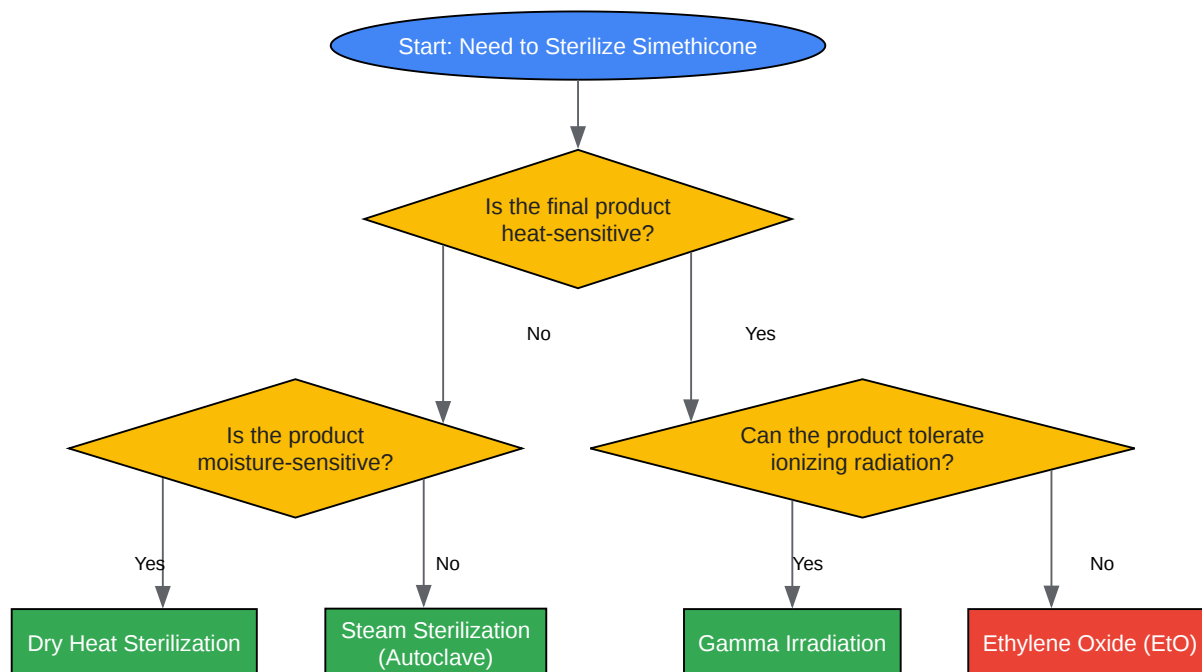 Start: Need to Sterilize Simethicone
Is the final product
heat-sensitive?
No
Yes
Is the product
moisture-sensitive?
Can the product tolerate
ionizing radiation?
Yes
No
Yes
No
Dry Heat Sterilization
Steam Sterilization
(Autoclave)
Gamma Irradiation
Ethylene Oxide (EtO)